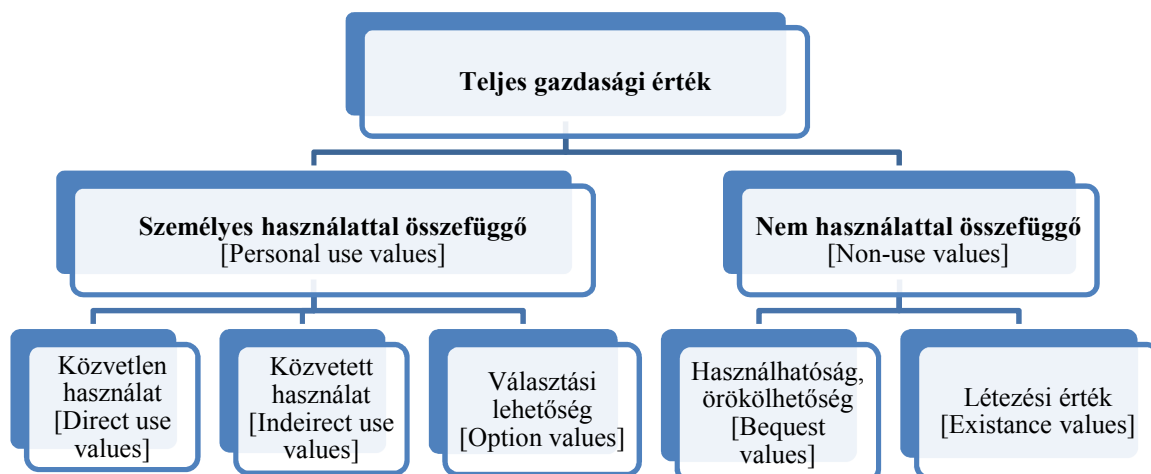 Teljes gazdasági érték
Személyes használattal összefüggő
[Personal use values]
Nem használattal összefüggő
[Non-use values]
Közvetlen
használat
[Direct use
values]
Közvetett
használat
[Indeirect use
values]
Választási
lehetőség
[Option values]
Használhatóság,
örökölhetőség
[Bequest
values]
Létezési érték
[Existance values]